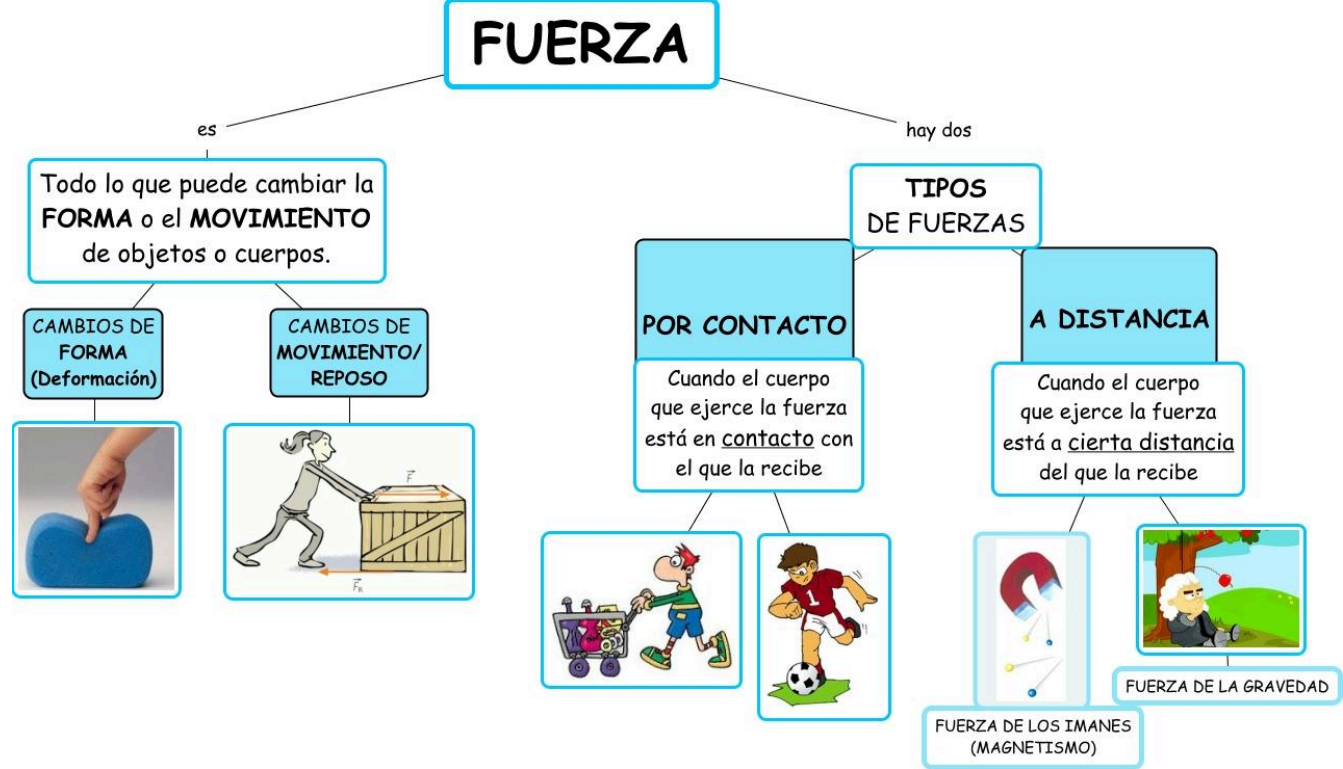 FUERZA
es
hay dos
Todo lo que puede cambiar la
FORMA o el MOVIMIENTO
de objetos o cuerpos.
CAMBIOS DE
FORMA
(Deformación)
CAMBIOS DE
MOVIMIENTO/
REPOSO
F
F_R
TIPOS
DE FUERZAS
POR CONTACTO
Cuando el cuerpo
que ejerce la fuerza
está en contacto con
el que la recibe
1
A DISTANCIA
Cuando el cuerpo
que ejerce la fuerza
está a cierta distancia
del que la recibe
FUERZA DE LOS IMANES
(MAGNETISMO)
FUERZA DE LA GRAVEDAD